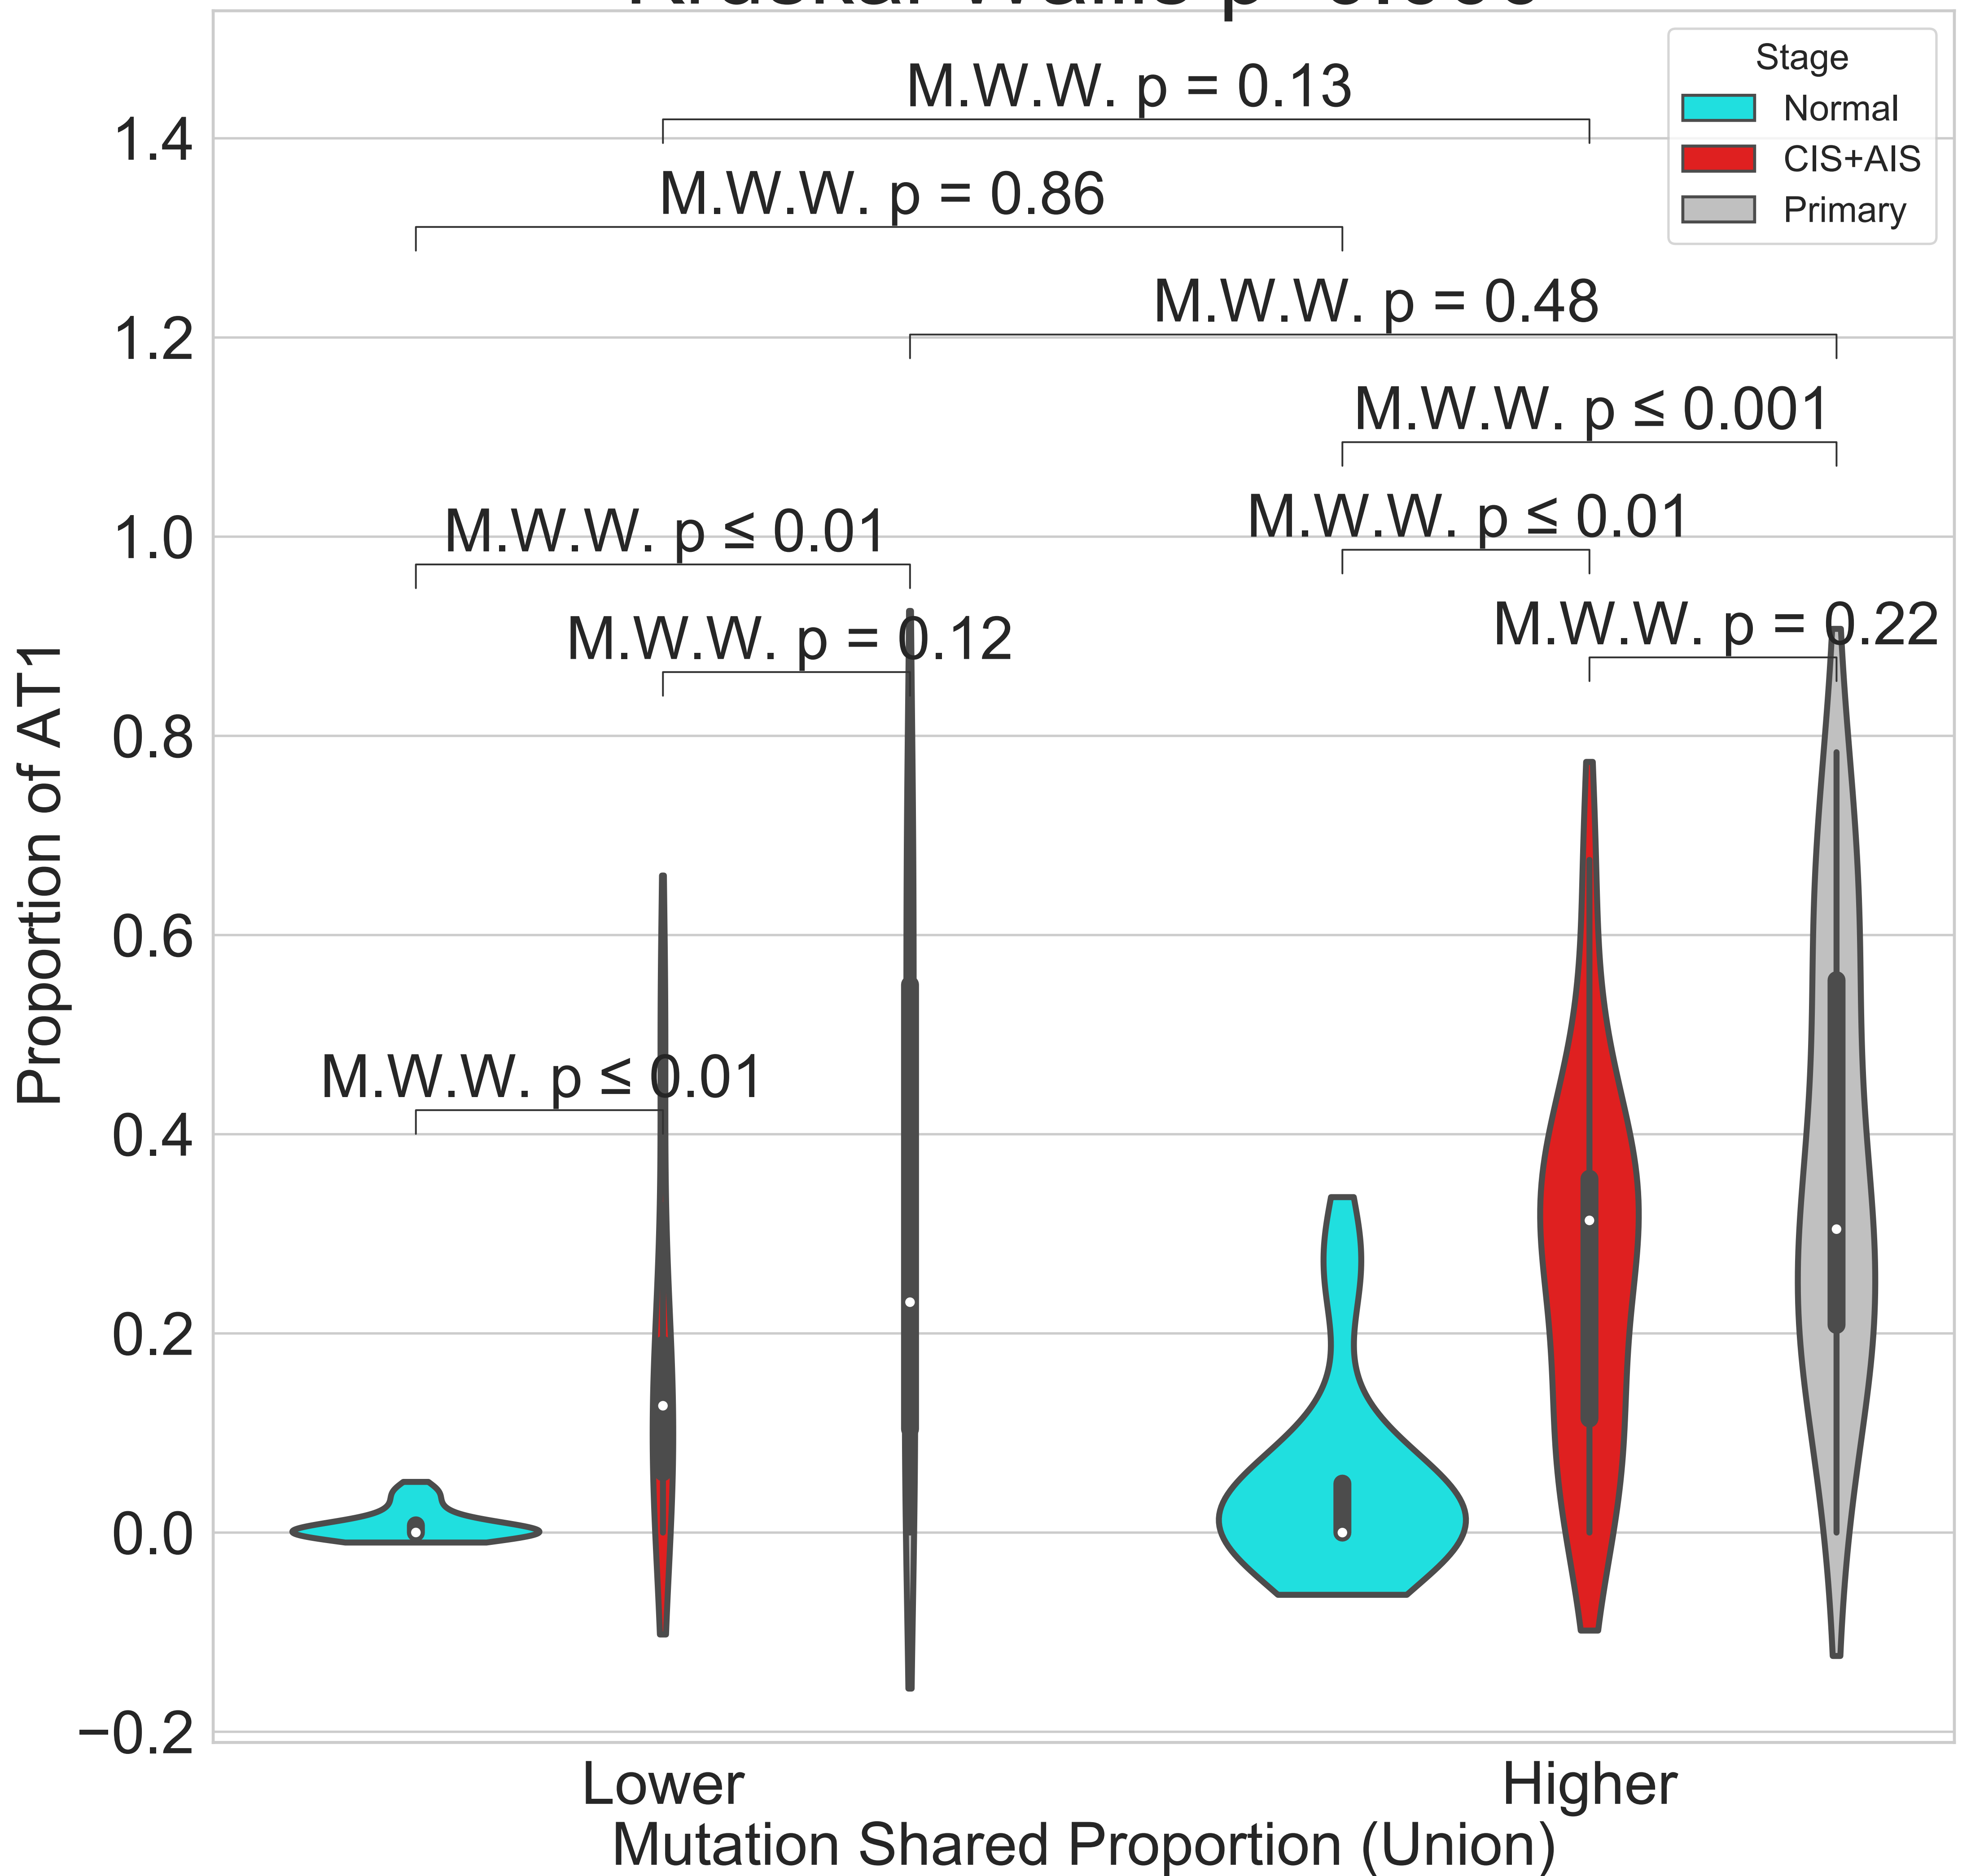 Stage
Normal
CIS+AIS
Primary
M.W.W. p = 0.13
M.W.W. p = 0.86
M.W.W. p = 0.48
M.W.W. p ≤ 0.001
M.W.W. p ≤ 0.01
M.W.W. p ≤ 0.01
M.W.W. p = 0.12
M.W.W. p = 0.22
M.W.W. p ≤ 0.01
1.4
1.2
1.0
0.8
0.6
0.4
0.2
0.0
−0.2
Proportion of AT1
Lower
Higher
Mutation Shared Proportion (Union)